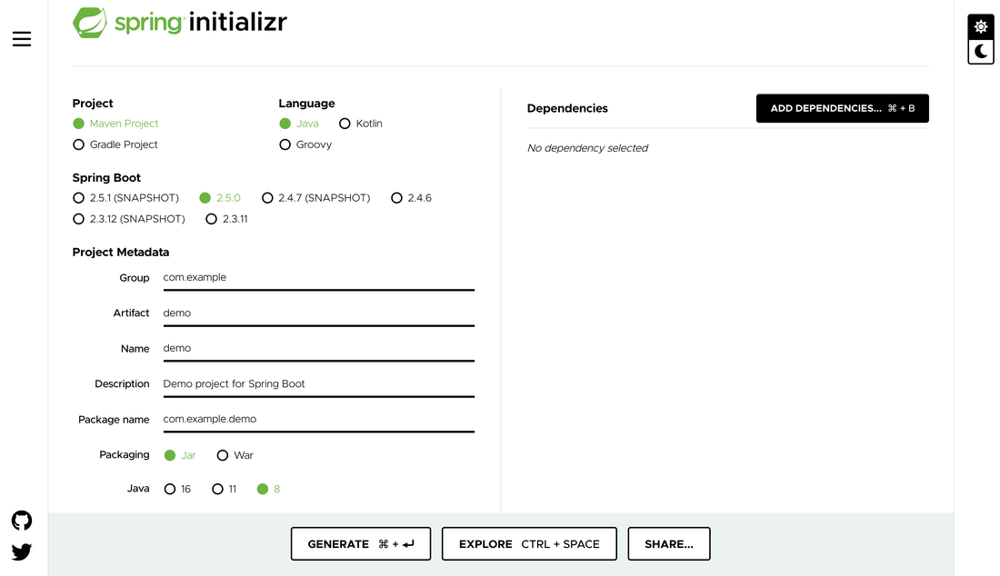 spring initializr
Project
Maven Project
Gradle Project
Language
Java Kotlin
Groovy
Spring Boot
2.5.1 (SNAPSHOT) 2.5.0 2.4.7 (SNAPSHOT) 2.4.6
2.3.12 (SNAPSHOT) 2.3.11
Project Metadata
Group com.example
Artifact demo
Name demo
Description Demo project for Spring Boot
Package name com.example.demo
Packaging Jar War
Java 16 11 8
Dependencies ADD DEPENDENCIES... ⌘ + B
No dependency selected
GENERATE ⌘ + ↵ EXPLORE CTRL + SPACE SHARE...